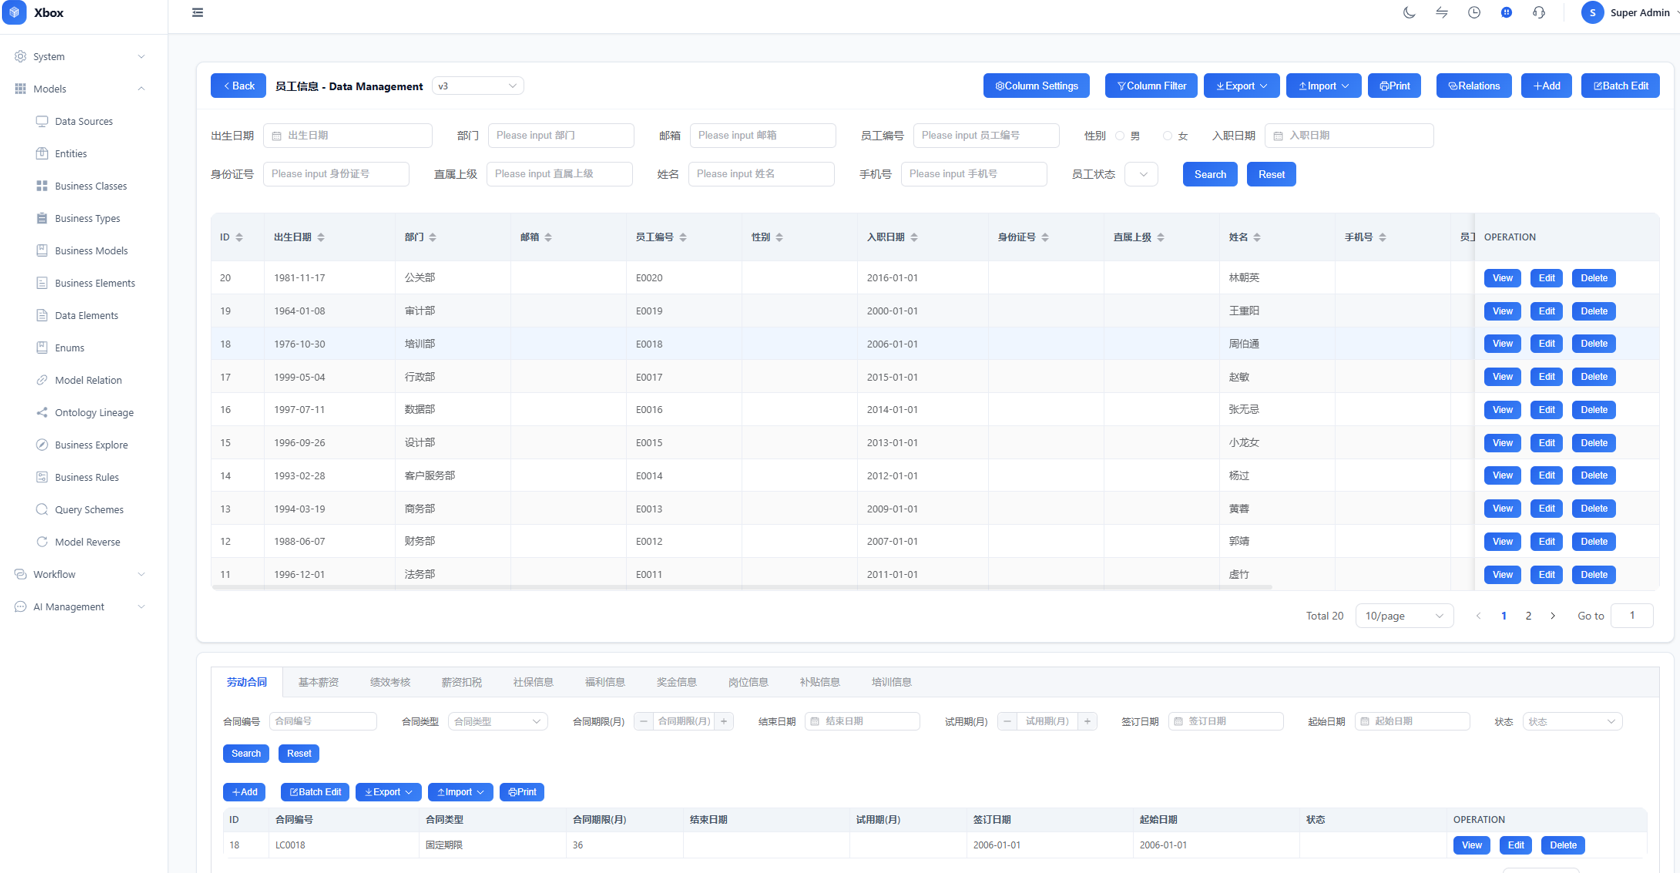 Xbox
S Super Admin
System
Models
Data Sources
Entities
Business Classes
Business Types
Business Models
Business Elements
Data Elements
Enums
Model Relation
Ontology Lineage
Business Explore
Business Rules
Query Schemes
Model Reverse
Workflow
AI Management
Back 员工信息 - Data Management v3 Column Settings Column Filter Export Import Print Relations +Add Batch Edit
出生日期 出生日期 部门 Please input 部门 邮箱 Please input 邮箱 员工编号 Please input 员工编号 性别 男 女 入职日期 入职日期
身份证号 Please input 身份证号 直属上级 Please input 直属上级 姓名 Please input 姓名 手机号 Please input 手机号 员工状态 Search Reset
ID 出生日期 部门 邮箱 员工编号 性别 入职日期 身份证号 直属上级 姓名 手机号 员工 OPERATION
20 1981-11-17 公关部 E0020 2016-01-01 林朝英 View Edit Delete
19 1964-01-08 审计部 E0019 2000-01-01 王重阳 View Edit Delete
18 1976-10-30 培训部 E0018 2006-01-01 周伯通 View Edit Delete
17 1999-05-04 行政部 E0017 2015-01-01 赵敏 View Edit Delete
16 1997-07-11 数据部 E0016 2014-01-01 张无忌 View Edit Delete
15 1996-09-26 设计部 E0015 2013-01-01 小龙女 View Edit Delete
14 1993-02-28 客户服务部 E0014 2012-01-01 杨过 View Edit Delete
13 1994-03-19 商务部 E0013 2009-01-01 黄蓉 View Edit Delete
12 1988-06-07 财务部 E0012 2007-01-01 郭靖 View Edit Delete
11 1996-12-01 法务部 E0011 2011-01-01 虚竹 View Edit Delete
Total 20 10/page 1 2 Go to 1
劳动合同 基本薪资 绩效考核 薪资扣税 社保信息 福利信息 奖金信息 岗位信息 补贴信息 培训信息
合同编号 合同编号 合同类型 合同类型 合同期限(月) 合同期限(月) 结束日期 结束日期 试用期(月) 试用期(月) 签订日期 签订日期 起始日期 起始日期 状态 状态
Search Reset
+Add Batch Edit Export Import Print
ID 合同编号 合同类型 合同期限(月) 结束日期 试用期(月) 签订日期 起始日期 状态 OPERATION
18 LC0018 固定期限 36 2006-01-01 2006-01-01 View Edit Delete